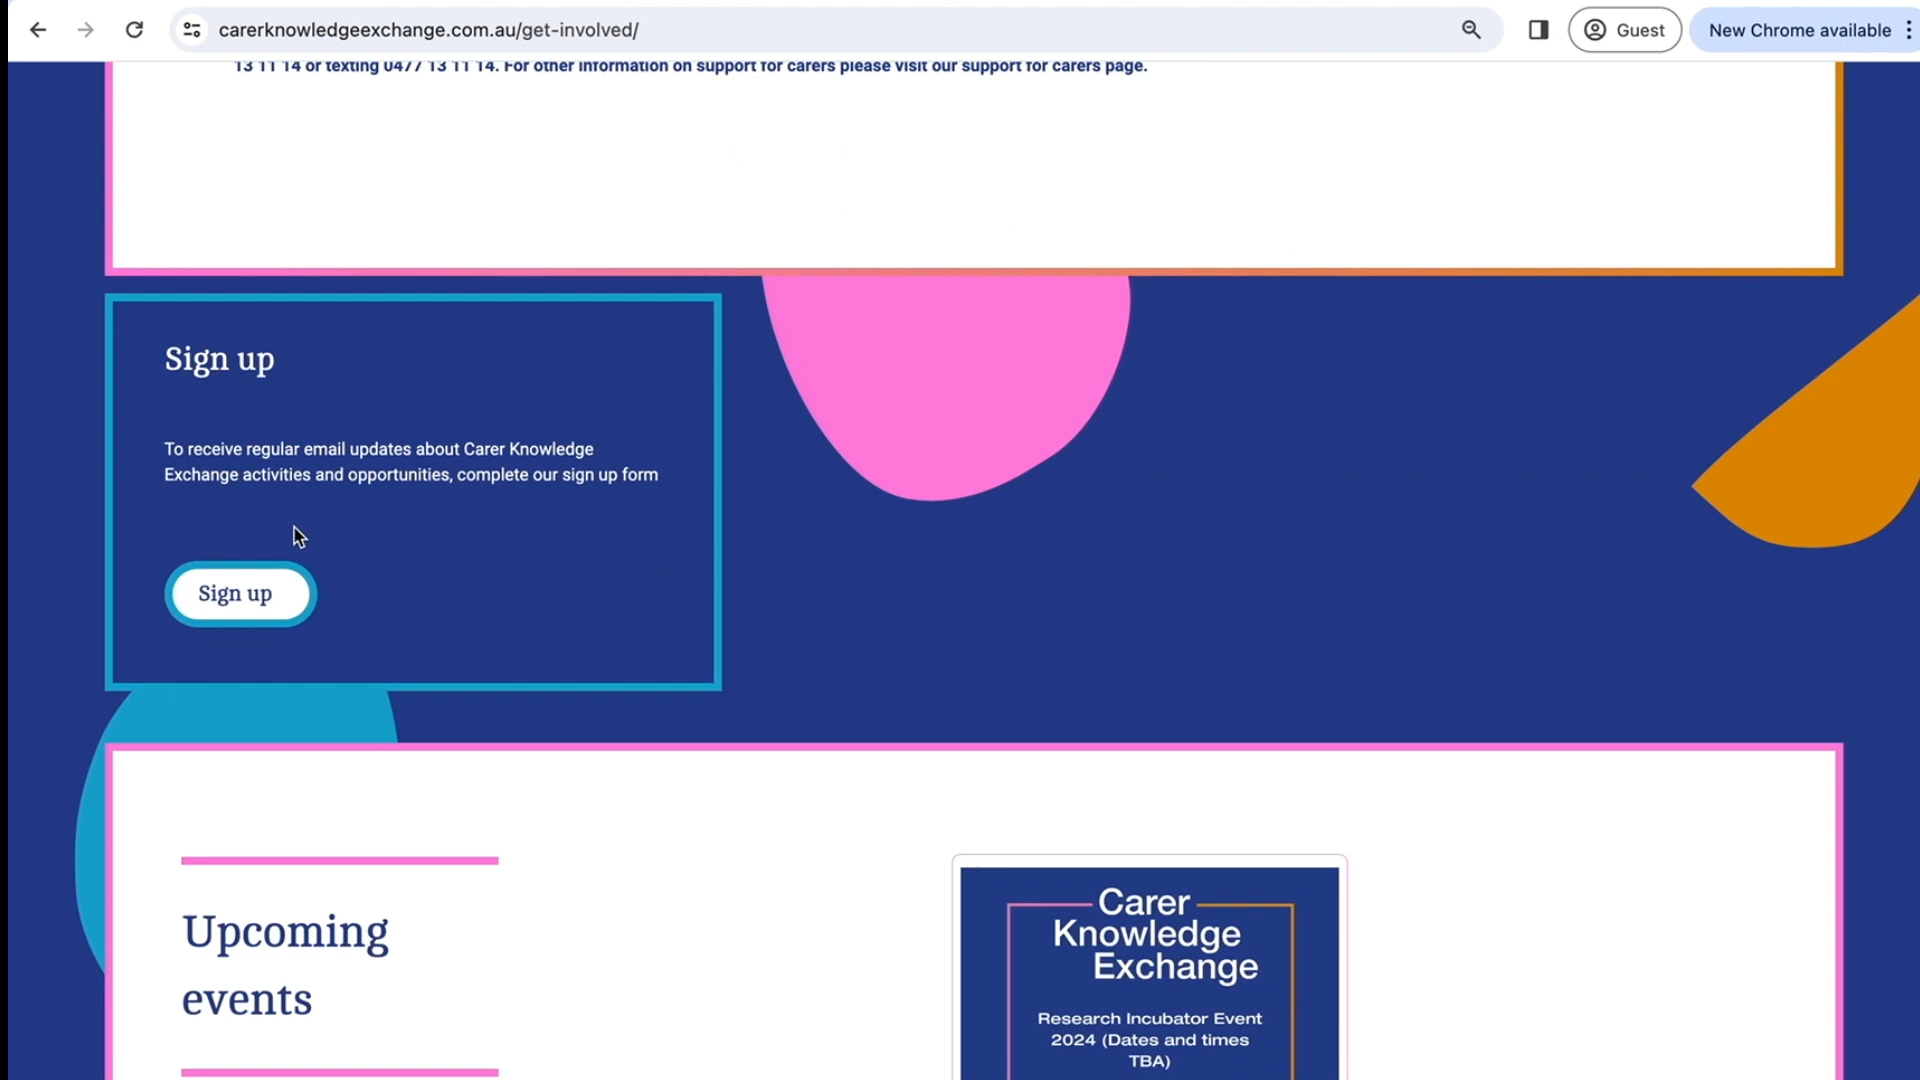 carerknowledgeexchange.com.au/get-involved/
Guest
New Chrome available
13 11 14 or texting 0477 13 11 14. For other information on support for carers please visit our support for carers page.
Sign up
To receive regular email updates about Carer Knowledge
Exchange activities and opportunities, complete our sign up form
Sign up
Upcoming
events
Carer
Knowledge
Exchange
Research Incubator Event
2024 (Dates and times
TBA)